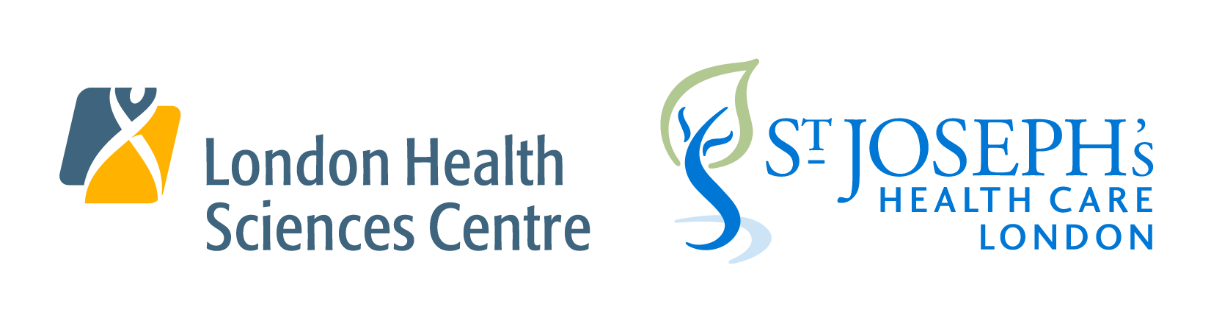 London Health
Sciences Centre
ST JOSEPH's
HEALTH CARE
LONDON